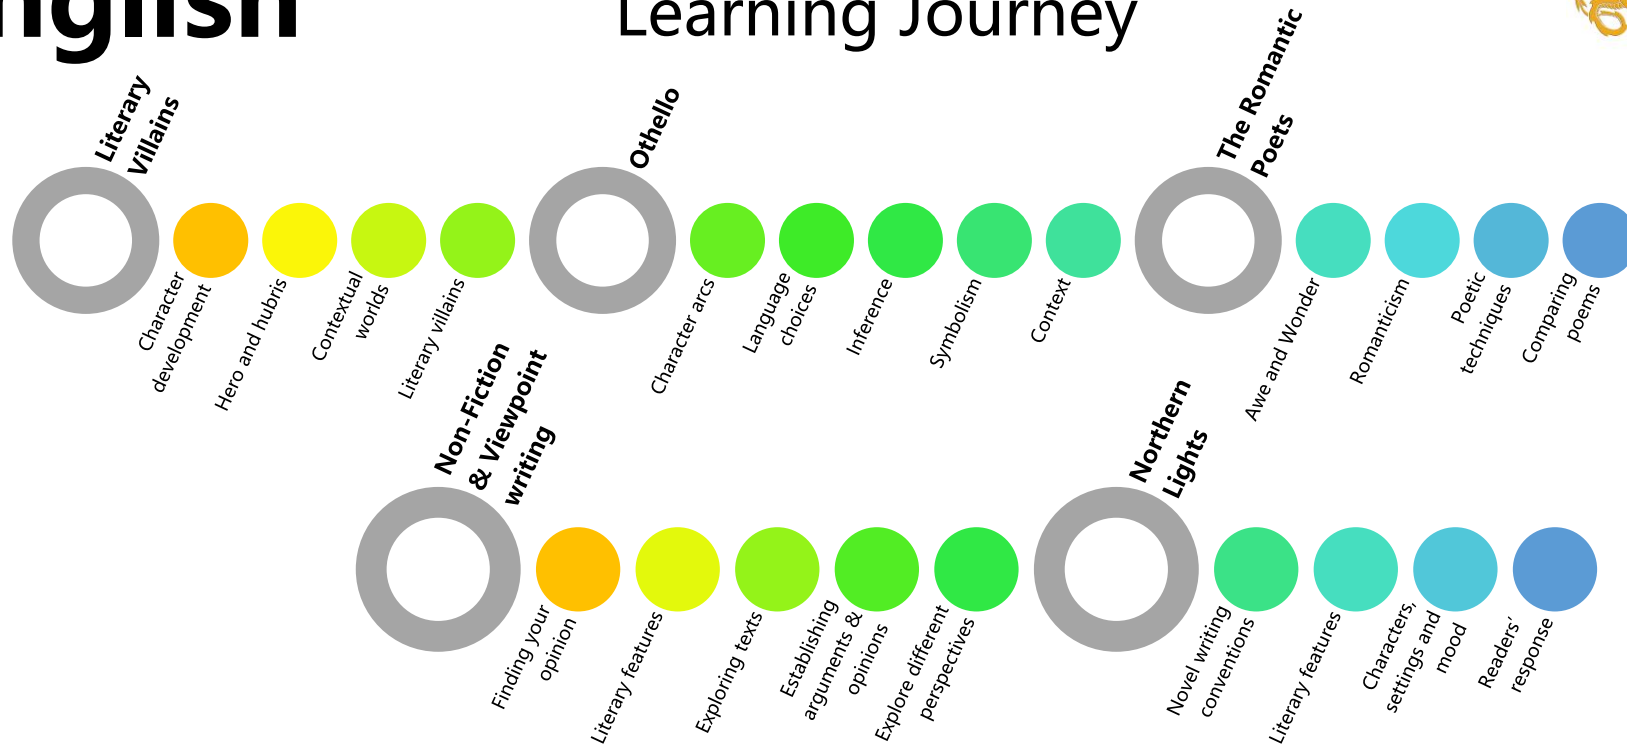 nglish
Learning Journey
Literary
Villains
Othello
The Romantic
Poets
Character
development
Hero and hubris
Contextual
worlds
Literary villains
Character arcs
Language
choices
Inference
Symbolism
Context
Awe and Wonder
Romanticism
Poetic
techniques
Comparing
poems
Non-Fiction
& Viewpoint
writing
Northern
Lights
Finding your
opinion
Literary features
Exploring texts
Establishing
arguments &
opinions
Explore different
perspectives
Novel writing
conventions
Literary features
Characters,
settings and
mood
Readers’
response